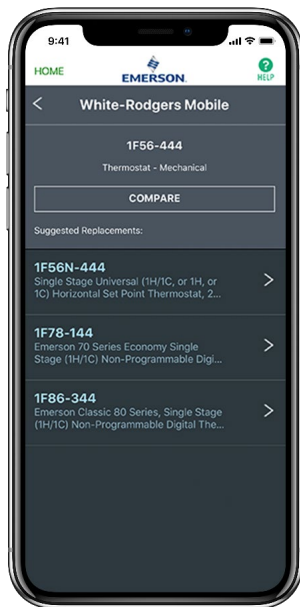 9:41
HOME
EMERSON.
HELP
White-Rodgers Mobile
1F56-444
Thermostat - Mechanical
COMPARE
Suggested Replacements:
1F56N-444
Single Stage Universal (1H/1C, or 1H, or
1C) Horizontal Set Point Thermostat, 2...
1F78-144
Emerson 70 Series Economy Single
Stage (1H/1C) Non-Programmable Digi...
1F86-344
Emerson Classic 80 Series, Single Stage
(1H/1C) Non-Programmable Digital The...